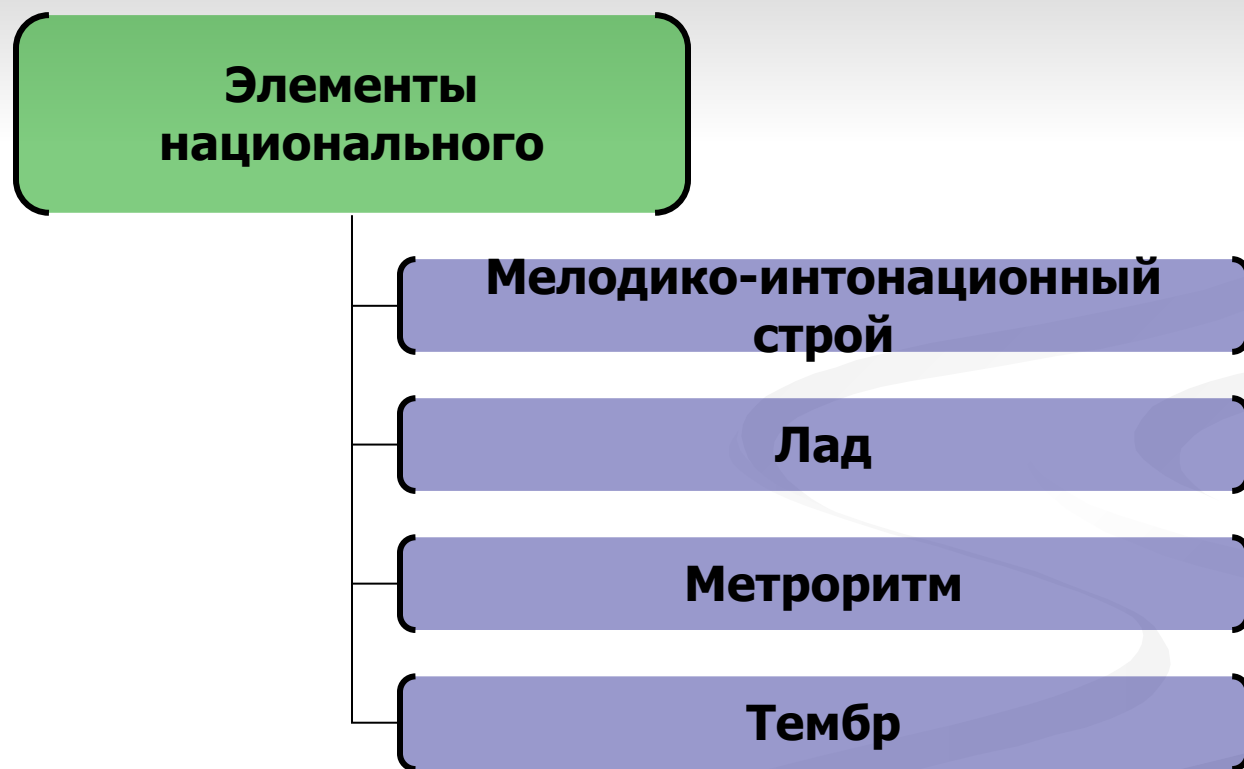 Элементы
национального
Мелодико-интонационный
строй
Лад
Метроритм
Тембр